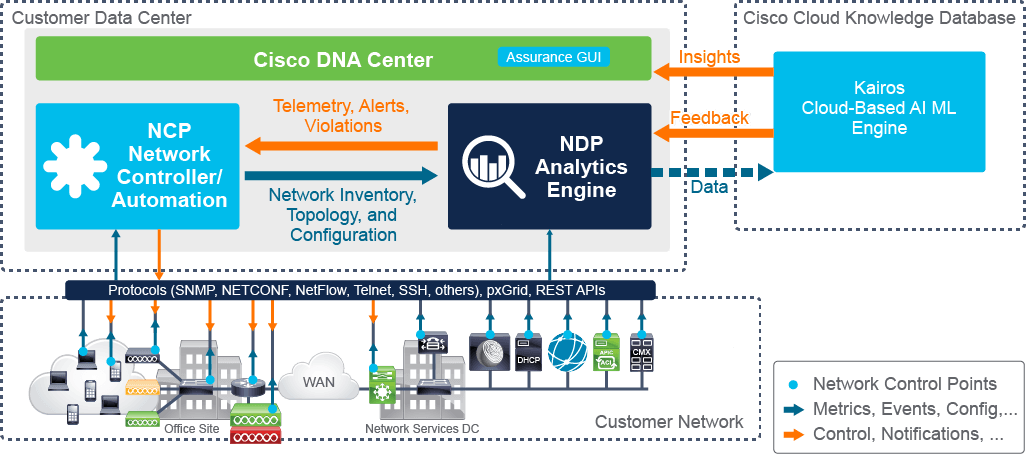 Customer Data Center
Cisco Cloud Knowledge Database
Cisco DNA Center
Assurance GUI
Insights
Kairos
Cloud-Based AI ML
Engine
NCP
Network
Controller/
Automation
Telemetry, Alerts,
Violations
Network Inventory,
Topology, and
Configuration
NDP
Analytics
Engine
Feedback
Data
Protocols (SNMP, NETCONF, NetFlow, Telnet, SSH, others), pxGrid, REST APIs
WAN
DHCP
APIC
ACI
CMX
Office Site
Network Services DC
Customer Network
Network Control Points
Metrics, Events, Config,...
Control, Notifications, ...